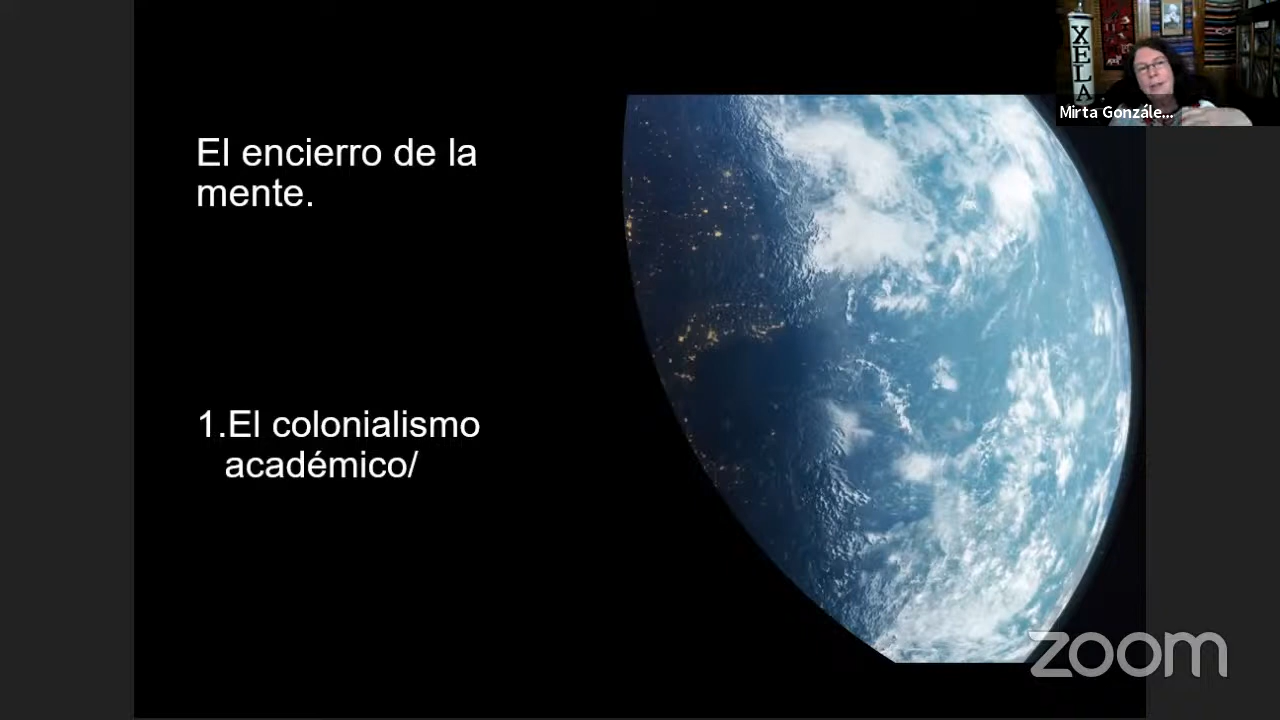 El encierro de la
mente.
1.El colonialismo
académico/
XELA
Mirta Gonzále...
zoom